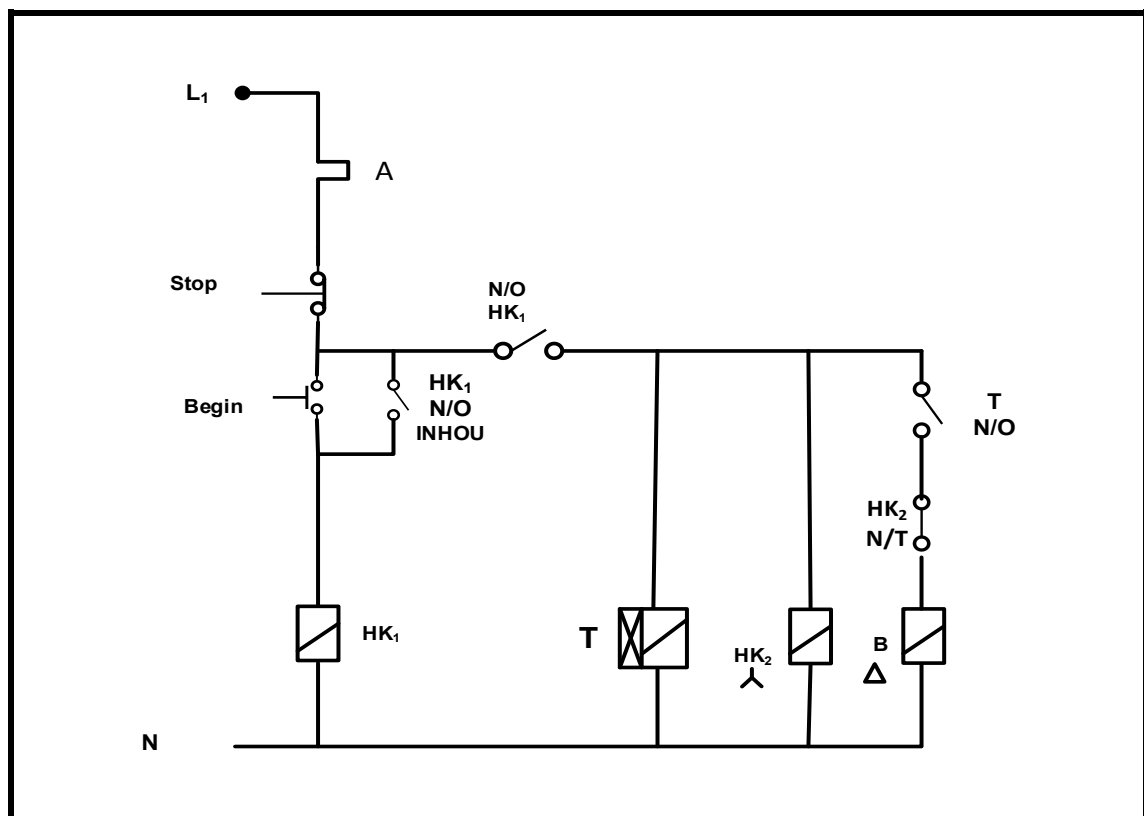 L₁
A
Stop
N/O
HK₁
Begin
HK₁
N/O
INHOU
T
N/O
HK₂
N/T
HK₁
T
HK₂
B
N